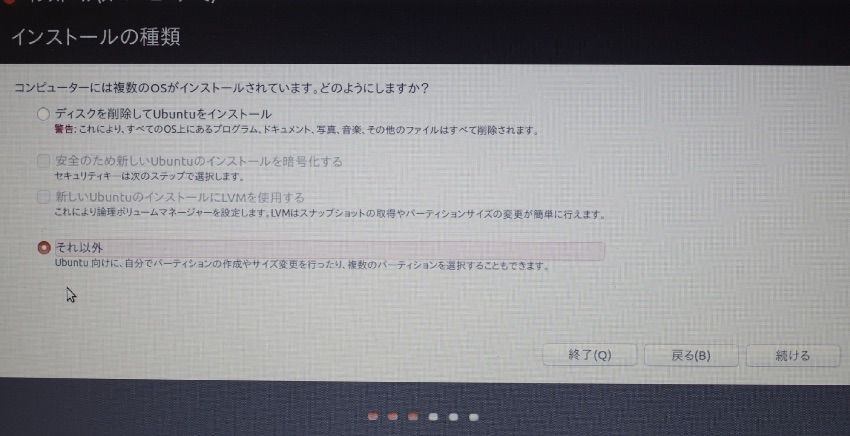 インストールの種類
コンピューターには複数のOSがインストールされています。どのようにしますか?
ディスクを削除してUbuntuをインストール
警告: これにより、すべてのOS上にあるプログラム、ドキュメント、写真、音楽、その他のファイルはすべて削除されます。
安全のため新しいUbuntuのインストールを暗号化する
セキュリティキーは次のステップで選択します。
新しいUbuntuのインストールにLVMを使用する
これにより論理ボリュームマネージャーを設定します。LVMはスナップショットの取得やパーティションサイズの変更が簡単に行えます。
それ以外
Ubuntu 向けに、自分でパーティションの作成やサイズ変更を行ったり、複数のパーティションを選択することもできます。
終了(Q)
戻る(B)
続ける